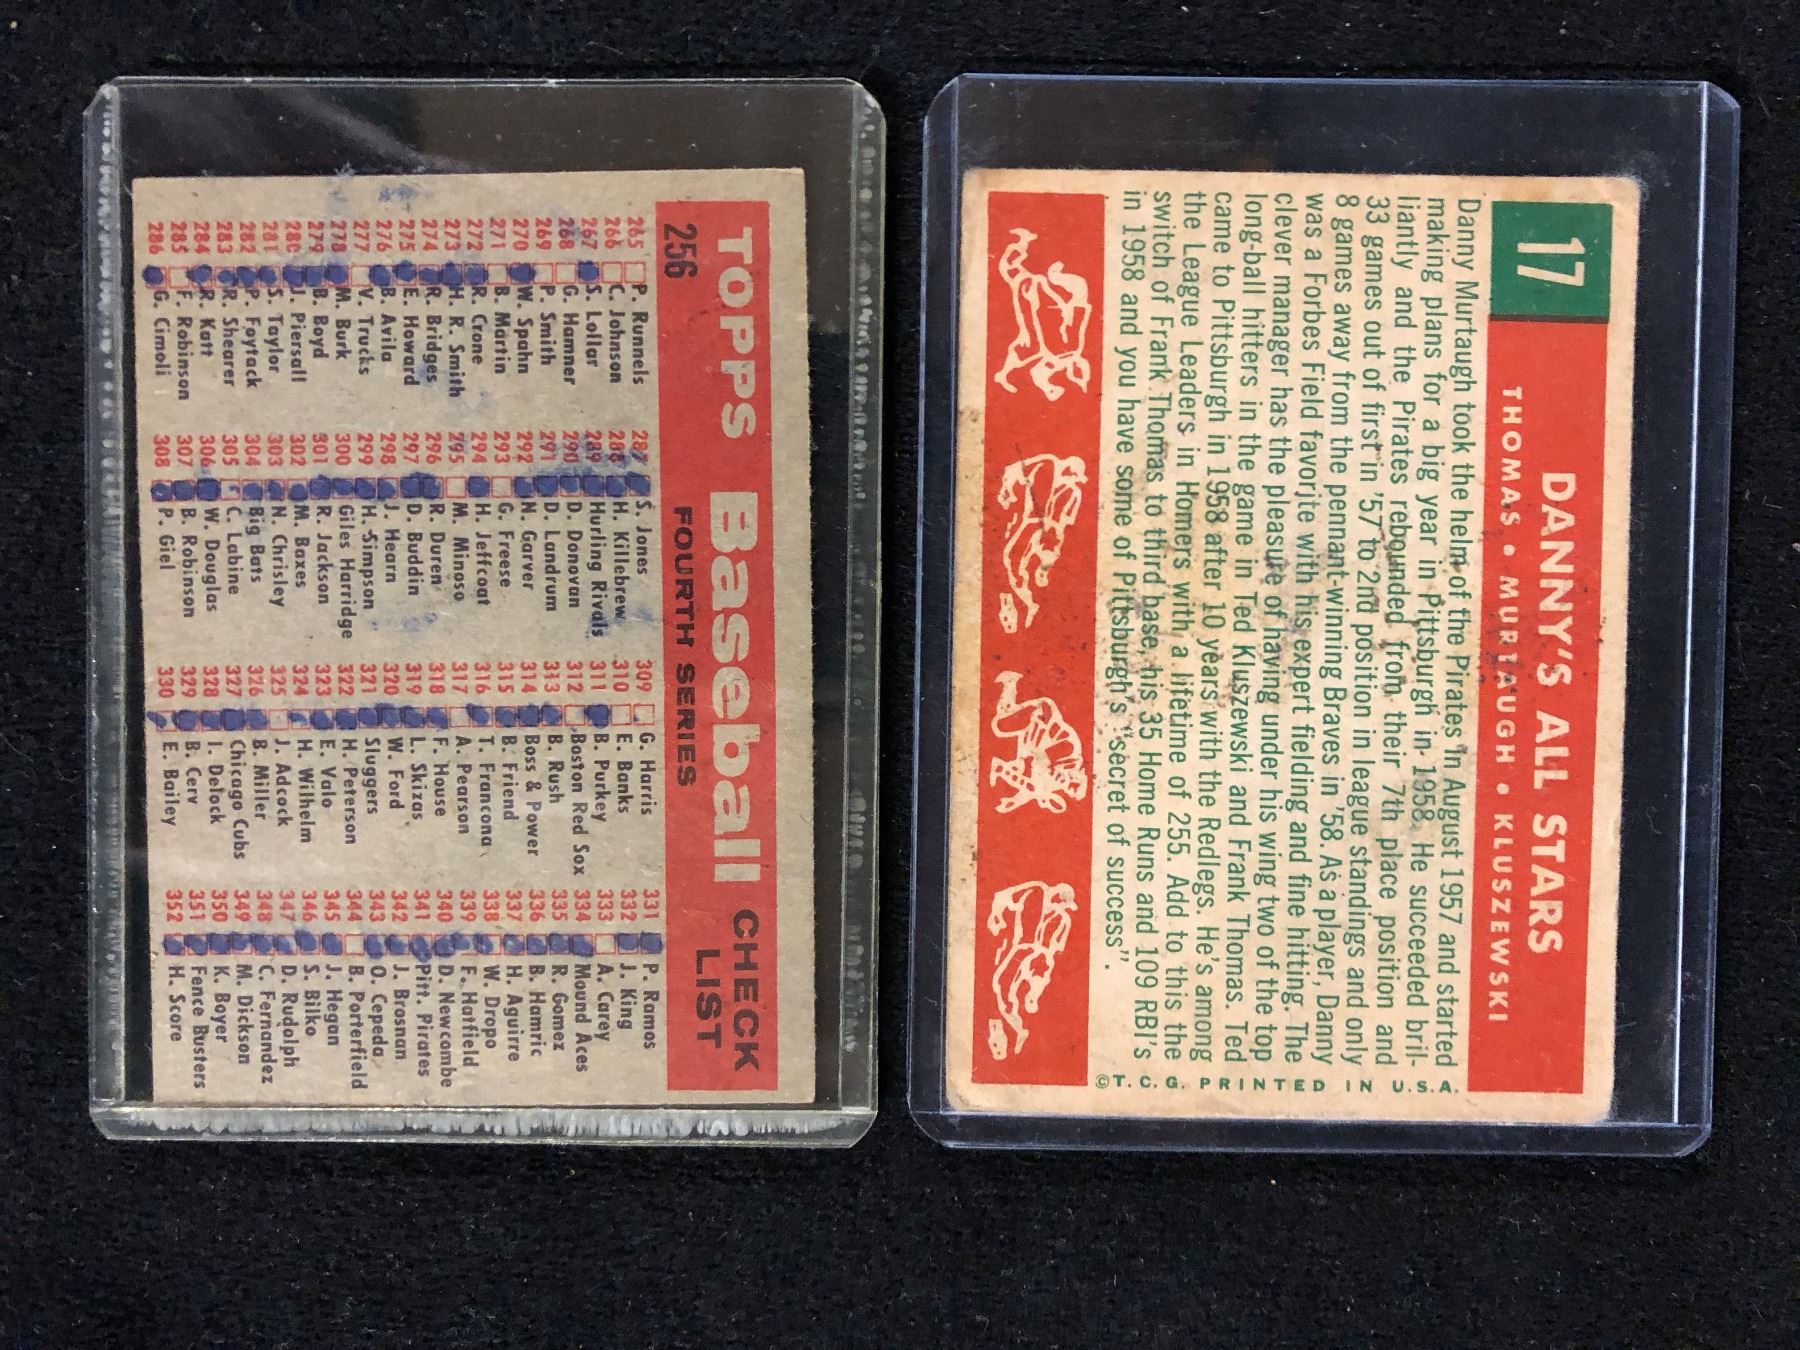 TOPPS Baseball CHECK LIST
256
FOURTH SERIES
265 P. Runnels
266 C. Johnson
267 S. Lollar
268 G. Hamner
269 P. Smith
270 W. Spahn
271 B. Martin
272 R. Crone
273 H. R. Smith
274 R. Bridges
275 E. Howard
276 B. Avila
277 V. Trucks
278 M. Burk
279 B. Boyd
280 J. Piersall
281 S. Taylor
282 P. Foytack
283 R. Shearer
284 R. Katt
285 F. Robinson
286 G. Cimoli
287 S. Jones
288 H. Killebrew
289 Hurling Rivals
290 D. Donovan
291 D. Landrum
292 N. Garver
293 G. Freese
294 H. Jeffcoat
295 M. Minoso
296 R. Duren
297 D. Buddin
298 J. Hearn
299 H. Simpson
300 Giles Harridge
301 R. Jackson
302 M. Baxes
303 N. Chrisley
304 Big Bats
305 C. Labine
306 W. Douglas
307 B. Robinson
308 P. Giel
309 G. Harris
310 E. Banks
311 B. Purkey
312 Boston Red Sox
313 B. Rush
314 Boss & Power
315 B. Friend
316 T. Francona
317 A. Pearson
318 F. House
319 L. Skizas
320 W. Ford
321 Sluggers
322 H. Peterson
323 E. Valo
324 H. Wilhelm
325 J. Adcock
326 B. Miller
327 Chicago Cubs
328 I. Delock
329 B. Cerv
330 E. Bailey
331 P. Ramos
332 J. King
333 A. Carey
334 Mound Aces
335 R. Gomez
336 B. Hamric
337 H. Aguirre
338 W. Dropo
339 F. Hatfield
340 D. Newcombe
341 Pitt. Pirates
342 J. Brosnan
343 O. Cepeda
344 B. Porterfield
345 J. Hegan
346 S. Bilko
347 D. Rudolph
348 C. Fernandez
349 M. Dickson
350 K. Boyer
351 Fence Busters
352 H. Score
17
DANNY'S ALL STARS
THOMAS • MURTAUGH • KLUSZEWSKI
Danny Murtaugh took the helm of the Pirates in August 1957 and started
making plans for a big year in Pittsburgh in 1958. He succeeded bril-
liantly and the Pirates rebounded from their 7th place position and
33 games out of first in '57 to 2nd position in league standings and only
8 games away from the pennant-winning Braves in '58. As a player, Danny
was a Forbes Field favorite with his expert fielding and fine hitting. The
clever manager has the pleasure of having under his wing two of the top
long-ball hitters in the game in Ted Kluszewski and Frank Thomas. Ted
came to Pittsburgh in 1958 after 10 years with the Redlegs. He's among
the League Leaders in Homers with a lifetime of 255. Add to this the
switch of Frank Thomas to third base, his 35 Home Runs and 109 RBI's
in 1958 and you have some of Pittsburgh's "secret of success".
©T. C. G. PRINTED IN U.S.A.